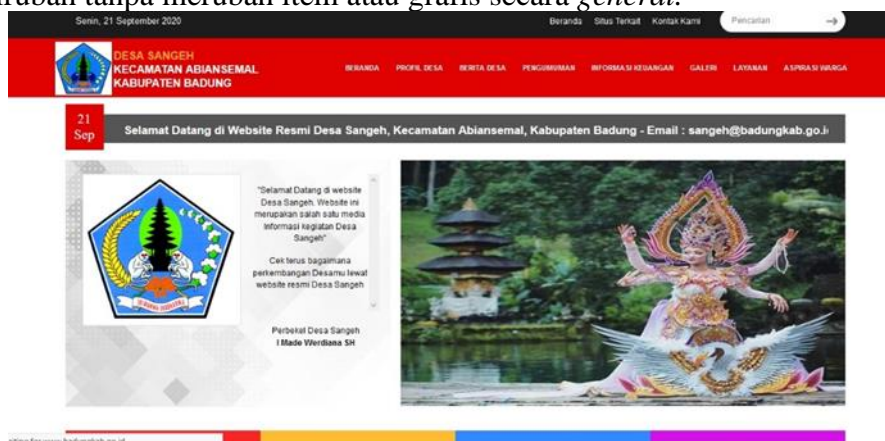 tanpa merubah item atau grafis secara general.
Senin, 21 September 2020
Beranda Situs Terkait Kontak Kami Pencarian
DESA SANGEH
KECAMATAN ABIANSEMAL
KABUPATEN BADUNG
BERANDA PROFIL DESA BERITA DESA PENGUMUMAN INFORMASI KEUANGAN GALERI LAYANAN ASPIRASI WARGA
21
Sep
Selamat Datang di Website Resmi Desa Sangeh, Kecamatan Abiansemal, Kabupaten Badung - Email : sangeh@badungkab.go.i
"Selamat Datang di website
Desa Sangeh, Website ini
merupakan salah satu media
Informasi kegiatan Desa
Sangeh"
Cek terus bagaimana
perkembangan Desamu lewat
website resmi Desa Sangeh
Perbekel Desa Sangeh
I Made Werdiana SH